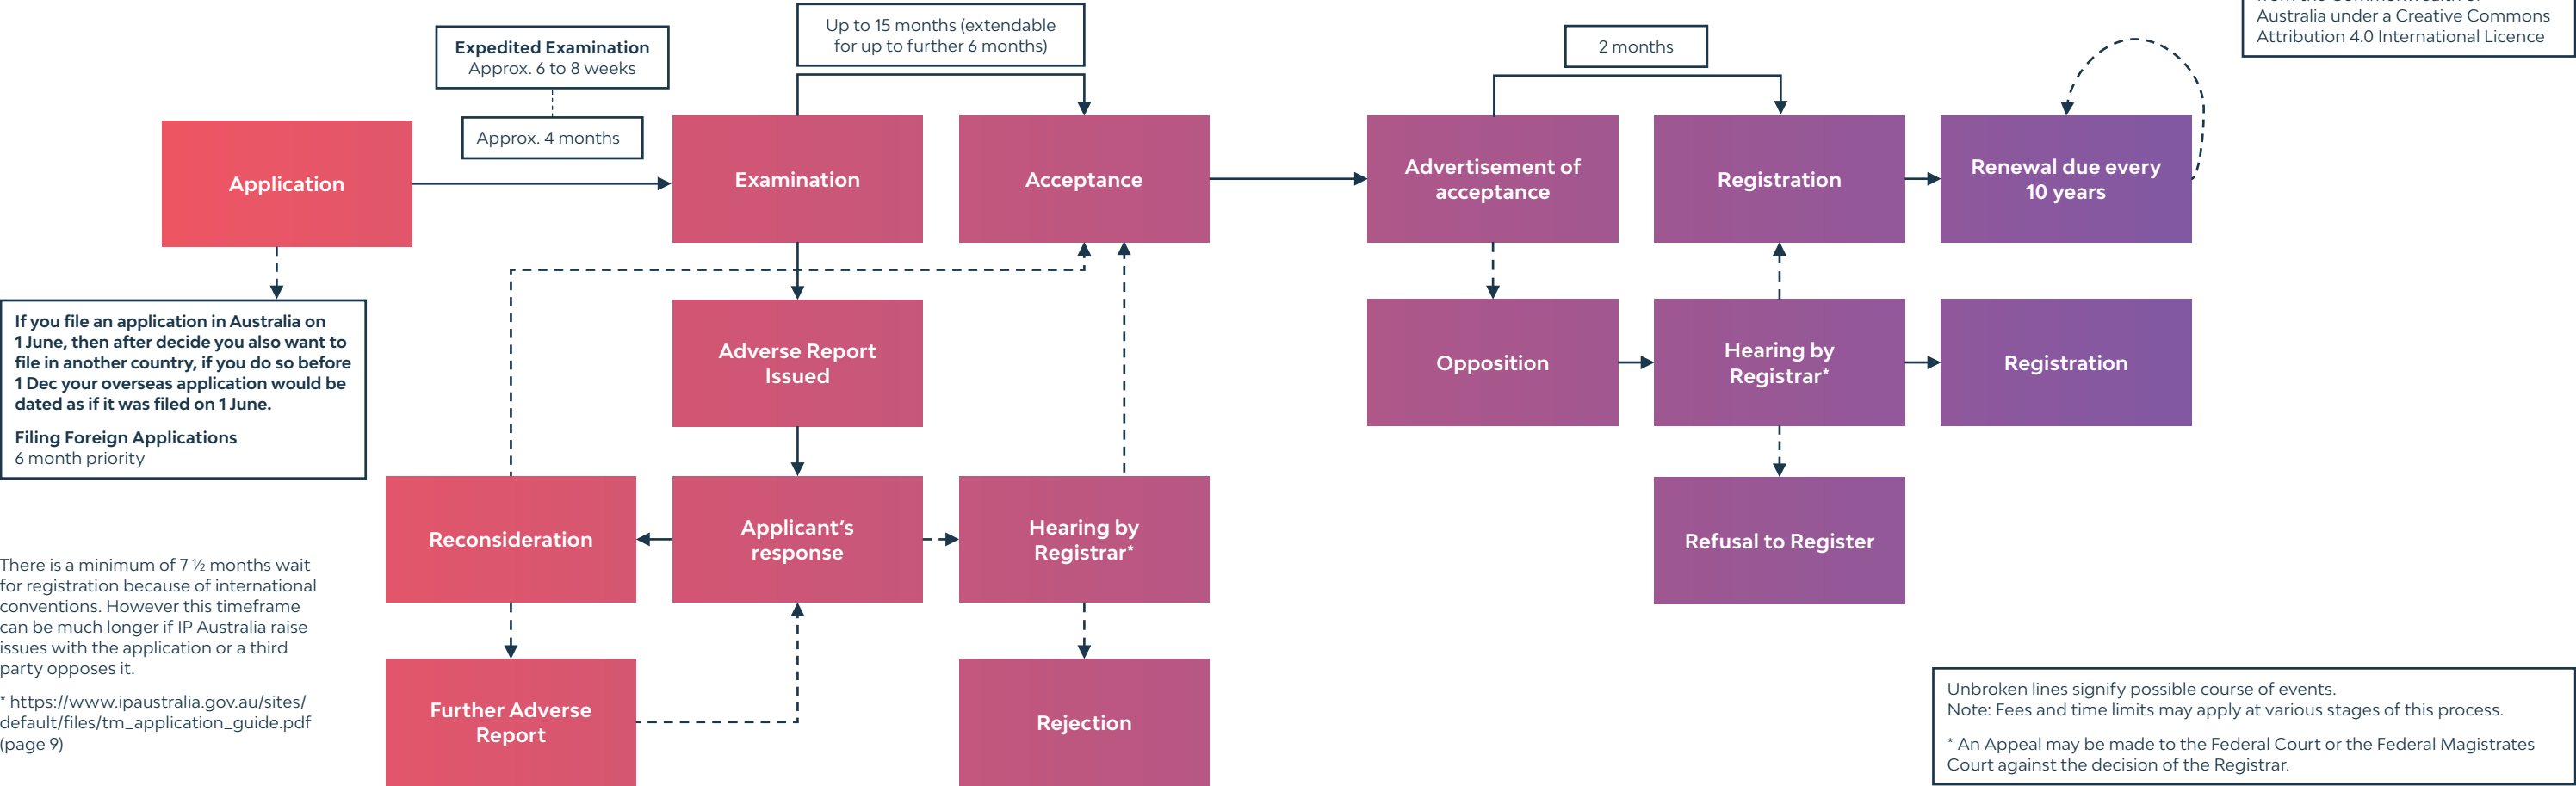 Australia under a Creative Commons
Attribution 4.0 International Licence
Expedited Examination
Approx. 6 to 8 weeks
Approx. 4 months
Up to 15 months (extendable
for up to further 6 months)
2 months
Application
Examination
Acceptance
Advertisement of
acceptance
Registration
Renewal due every
10 years
If you file an application in Australia on
1 June, then after decide you also want to
file in another country, if you do so before
1 Dec your overseas application would be
dated as if it was filed on 1 June.
Filing Foreign Applications
6 month priority
Adverse Report
Issued
Opposition
Hearing by
Registrar*
Registration
Reconsideration
Applicant's
response
Hearing by
Registrar*
Refusal to Register
There is a minimum of 7 ½ months wait
for registration because of international
conventions. However this timeframe
can be much longer if IP Australia raise
issues with the application or a third
party opposes it.
* https://www.ipaustralia.gov.au/sites/
default/files/tm_application_guide.pdf
(page 9)
Further Adverse
Report
Rejection
Unbroken lines signify possible course of events.
Note: Fees and time limits may apply at various stages of this process.
* An Appeal may be made to the Federal Court or the Federal Magistrates
Court against the decision of the Registrar.